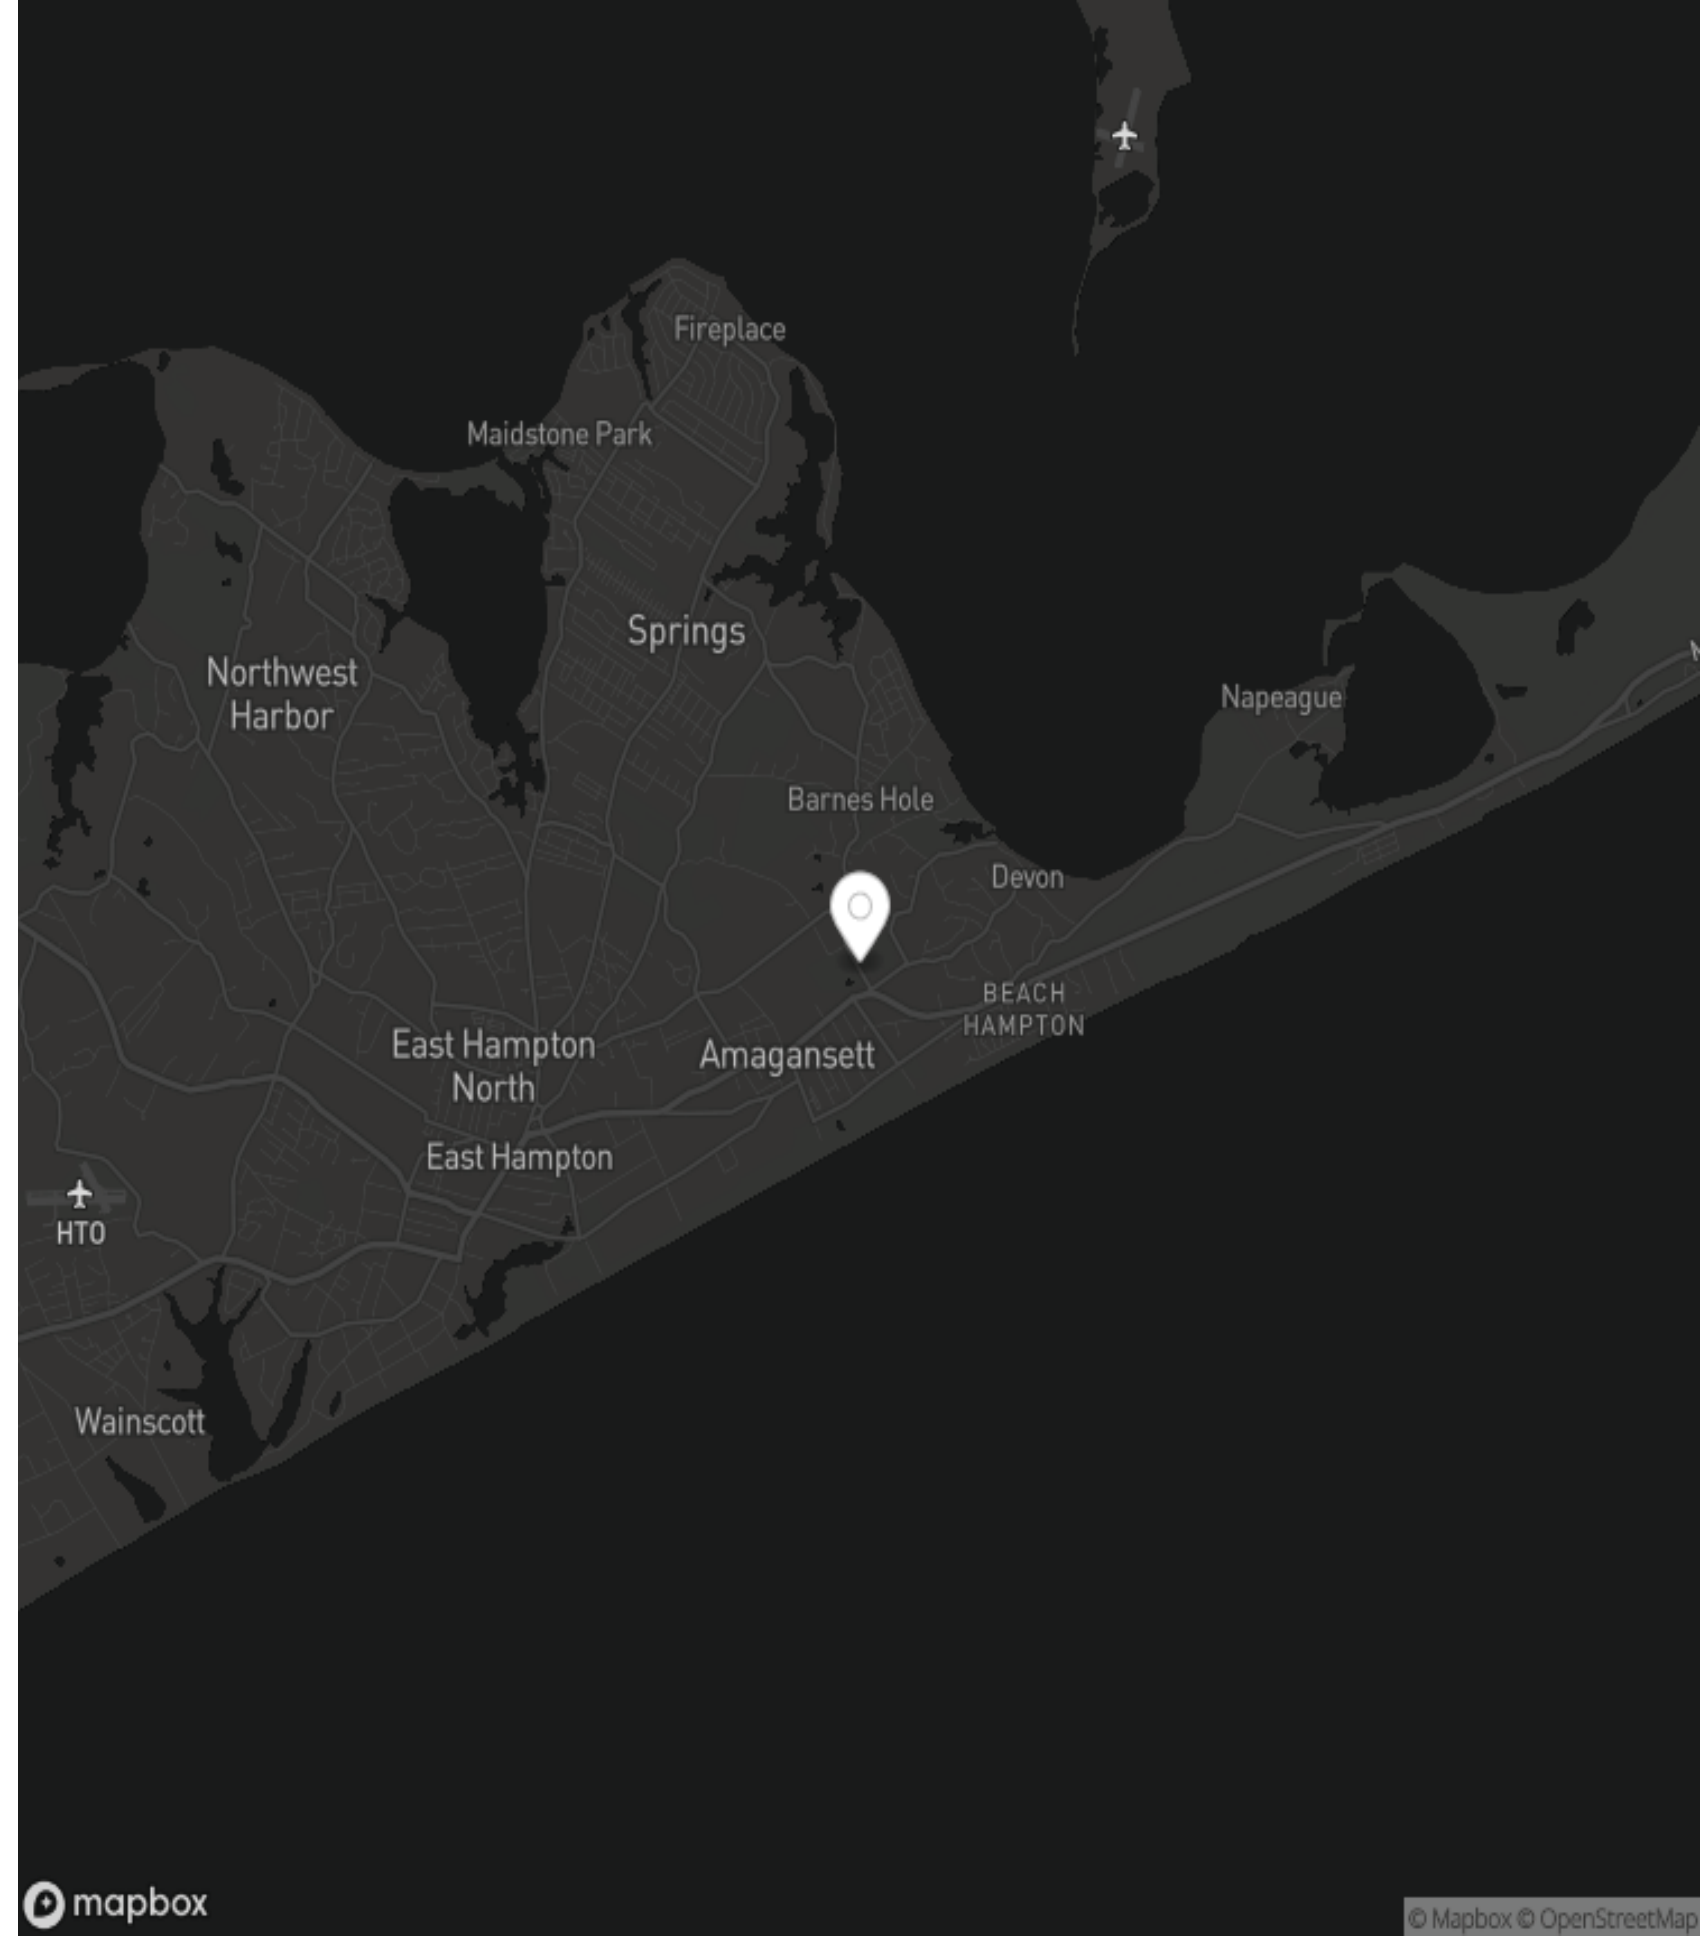 Fireplace
Maidstone Park
Springs
Northwest
Harbor
Napeague
Barnes Hole
Devon
BEACH
HAMPTON
East Hampton
North
Amagansett
East Hampton
HTO
Wainscott
mapbox
© Mapbox © OpenStreetMap